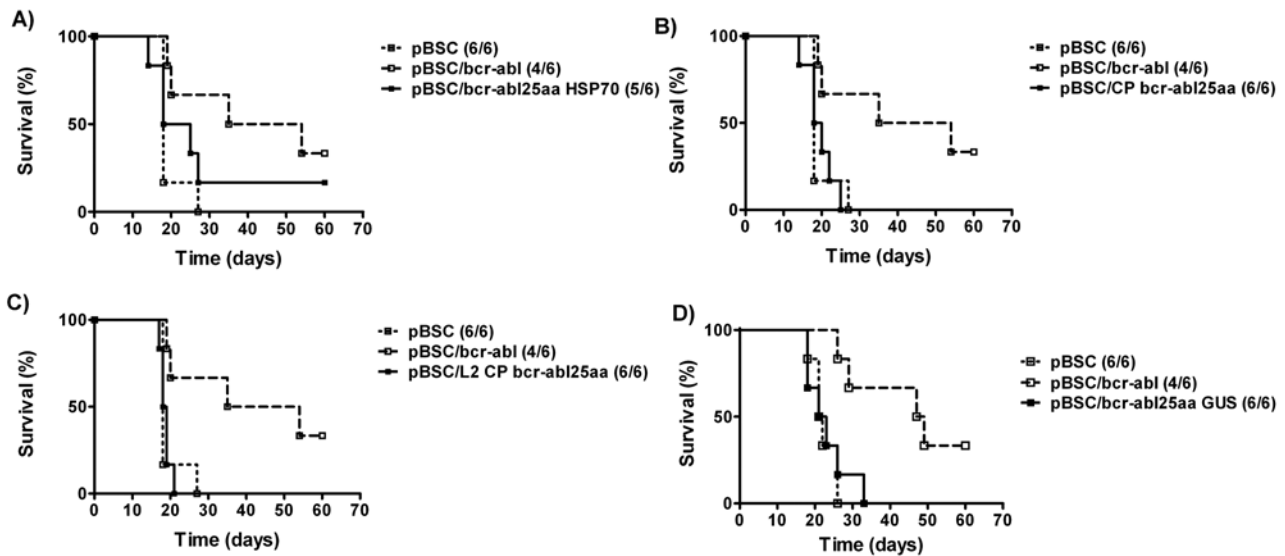 A)
pBSC (6/6)
pBSC/bcr-abl (4/6)
pBSC/bcr-abl25aa HSP70 (5/6)
Survival (%)
100
50
0
0 10 20 30 40 50 60 70
Time (days)
B)
pBSC (6/6)
pBSC/bcr-abl (4/6)
pBSC/CP bcr-abl25aa (6/6)
Survival (%)
100
50
0
0 10 20 30 40 50 60 70
Time (days)
C)
pBSC (6/6)
pBSC/bcr-abl (4/6)
pBSC/L2 CP bcr-abl25aa (6/6)
Survival (%)
100
50
0
0 10 20 30 40 50 60 70
Time (days)
D)
pBSC (6/6)
pBSC/bcr-abl (4/6)
pBSC/bcr-abl25aa GUS (6/6)
Survival (%)
100
50
0
0 10 20 30 40 50 60 70
Time (days)